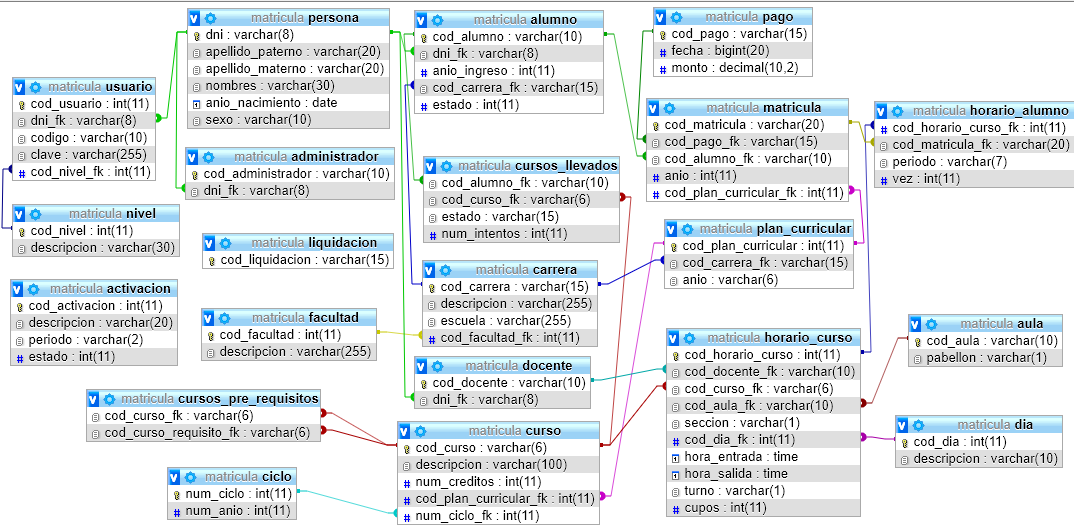 matricula persona
dni : varchar(8)
apellido_paterno : varchar(20)
apellido_materno : varchar(20)
nombres : varchar(30)
anio_nacimiento : date
sexo : varchar(10)
matricula alumno
cod_alumno : varchar(10)
dni_fk : varchar(8)
anio_ingreso : int(11)
cod_carrera_fk : varchar(15)
estado : int(11)
matricula pago
cod_pago : varchar(15)
fecha : bigint(20)
monto : decimal(10,2)
matricula usuario
cod_usuario : int(11)
dni_fk : varchar(8)
codigo : varchar(10)
clave : varchar(255)
cod_nivel_fk : int(11)
matricula administrador
cod_administrador : varchar(10)
dni_fk : varchar(8)
matricula cursos_llevados
cod_alumno_fk : varchar(10)
cod_curso_fk : varchar(6)
estado : varchar(15)
num_intentos : int(11)
matricula matricula
cod_matricula : varchar(20)
cod_pago_fk : varchar(15)
cod_alumno_fk : varchar(10)
anio : int(11)
cod_plan_curricular_fk : int(11)
matricula horario_alumno
cod_horario_curso_fk : int(11)
cod_matricula_fk : varchar(20)
periodo : varchar(7)
vez : int(11)
matricula nivel
cod_nivel : int(11)
descripcion : varchar(30)
matricula liquidacion
cod_liquidacion : varchar(15)
matricula plan_curricular
cod_plan_curricular : int(11)
cod_carrera_fk : varchar(15)
anio : varchar(6)
matricula activacion
cod_activacion : int(11)
descripcion : varchar(20)
periodo : varchar(2)
estado : int(11)
matricula facultad
cod_facultad : int(11)
descripcion : varchar(255)
matricula carrera
cod_carrera : varchar(15)
descripcion : varchar(255)
escuela : varchar(255)
cod_facultad_fk : int(11)
matricula docente
cod_docente : varchar(10)
dni_fk : varchar(8)
matricula horario_curso
cod_horario_curso : int(11)
cod_docente_fk : varchar(10)
cod_curso_fk : varchar(6)
cod_aula_fk : varchar(10)
seccion : varchar(1)
cod_dia_fk : int(11)
hora_entrada : time
hora_salida : time
turno : varchar(1)
cupos : int(11)
matricula aula
cod_aula : varchar(10)
pabellon : varchar(1)
matricula cursos_pre_requisitos
cod_curso_fk : varchar(6)
cod_curso_requisito_fk : varchar(6)
matricula curso
cod_curso : varchar(6)
descripcion : varchar(100)
num_creditos : int(11)
cod_plan_curricular_fk : int(11)
num_ciclo_fk : int(11)
matricula dia
cod_dia : int(11)
descripcion : varchar(10)
matricula ciclo
num_ciclo : int(11)
num_anio : int(11)